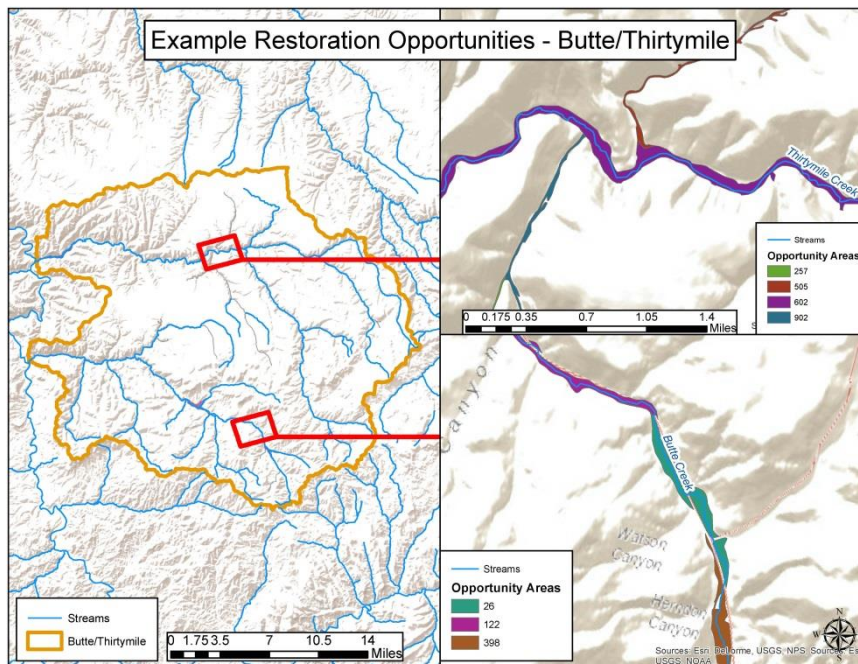 Example Restoration Opportunities - Butte/Thirtymile
Streams
Butte/Thirtymile
0 1.75 3.5 7 10.5 14
Miles
Thirtymile Creek
Streams
Opportunity Areas
257
505
602
902
0 0.175 0.35 0.7 1.05 1.4
Miles
Canyon
Butte Creek
Watson
Canyon
Herndon
Canyon
Streams
Opportunity Areas
26
122
398
N
W E
S
Sources: Esri, DeLorme, USGS, NPS, Sources: Es
USGS, NOAA